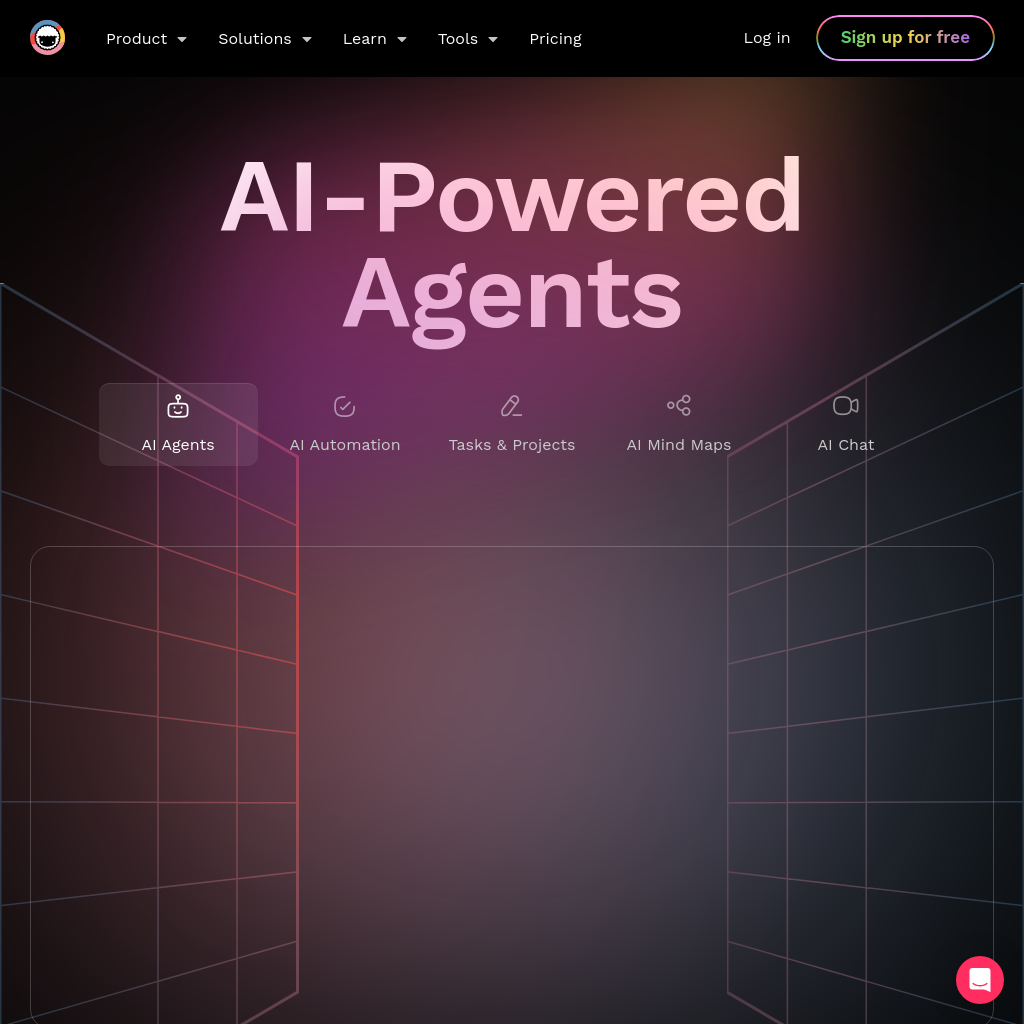 Product Solutions Learn Tools Pricing Log in Sign up for free
AI-Powered
Agents
AI Agents AI Automation Tasks & Projects AI Mind Maps AI Chat